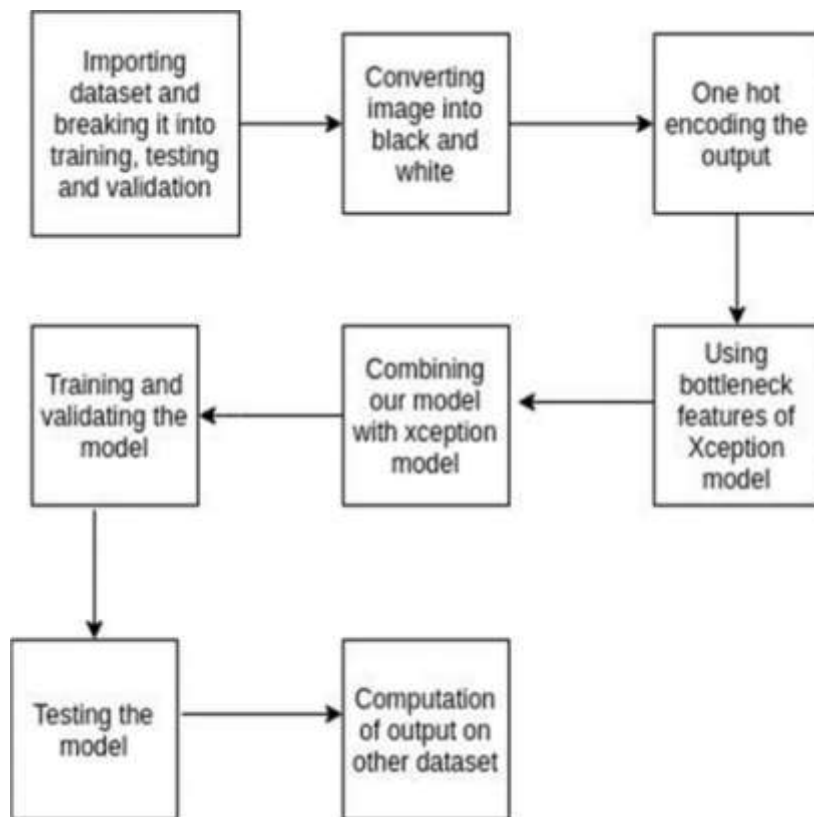 Importing
dataset and
breaking it into
training, testing
and validation
Converting
image into
black and
white
One hot
encoding the
output
Using
bottleneck
features of
Xception
model
Combining
our model
with xception
model
Training and
validating the
model
Testing the
model
Computation
of output on
other dataset